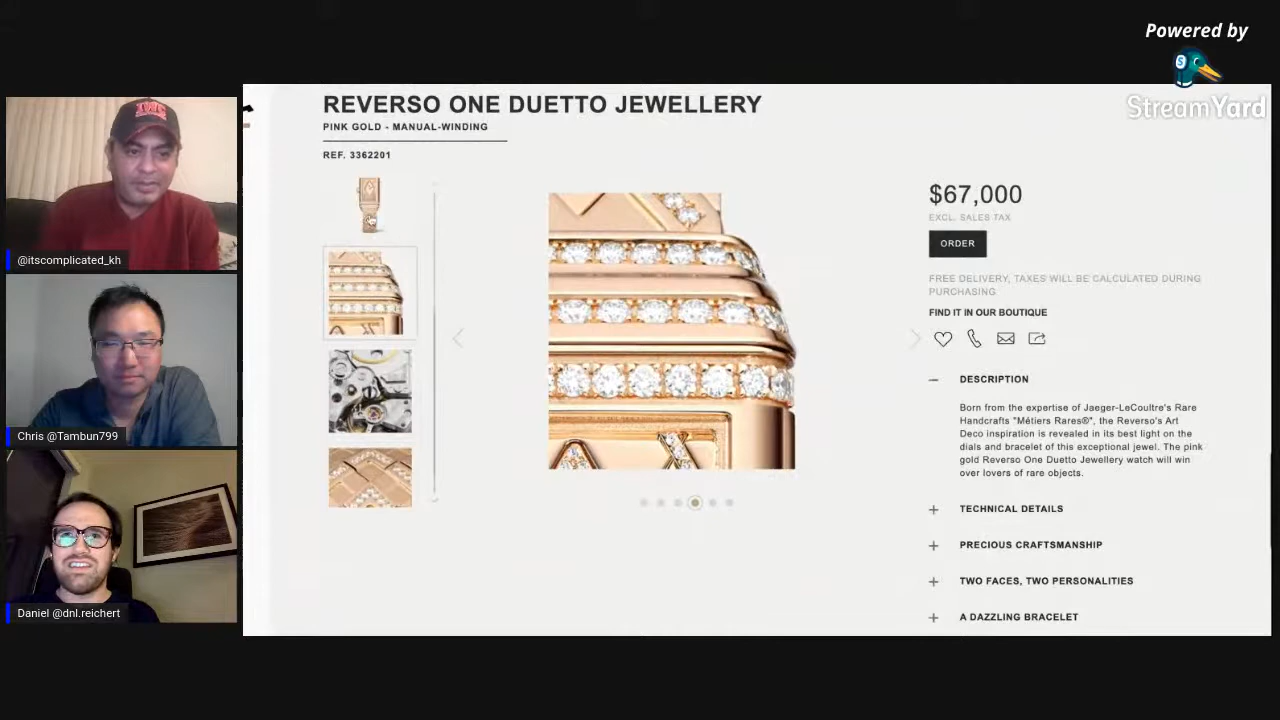 Powered by
StreamYard
IWC
@itscomplicated_kh
Chris @Tambun799
Daniel @dnl.reichert
REVERSO ONE DUETTO JEWELLERY
PINK GOLD - MANUAL-WINDING
REF. 3362201
$67,000
EXCL. SALES TAX
ORDER
FREE DELIVERY, TAXES WILL BE CALCULATED DURING
PURCHASING
FIND IT IN OUR BOUTIQUE
DESCRIPTION
Born from the expertise of Jaeger-LeCoultre's Rare
Handcrafts "Métiers Rares®", the Reverso's Art
Deco inspiration is revealed in its best light on the
dials and bracelet of this exceptional jewel. The pink
gold Reverso One Duetto Jewellery watch will win
over lovers of rare objects.
TECHNICAL DETAILS
PRECIOUS CRAFTSMANSHIP
TWO FACES, TWO PERSONALITIES
A DAZZLING BRACELET